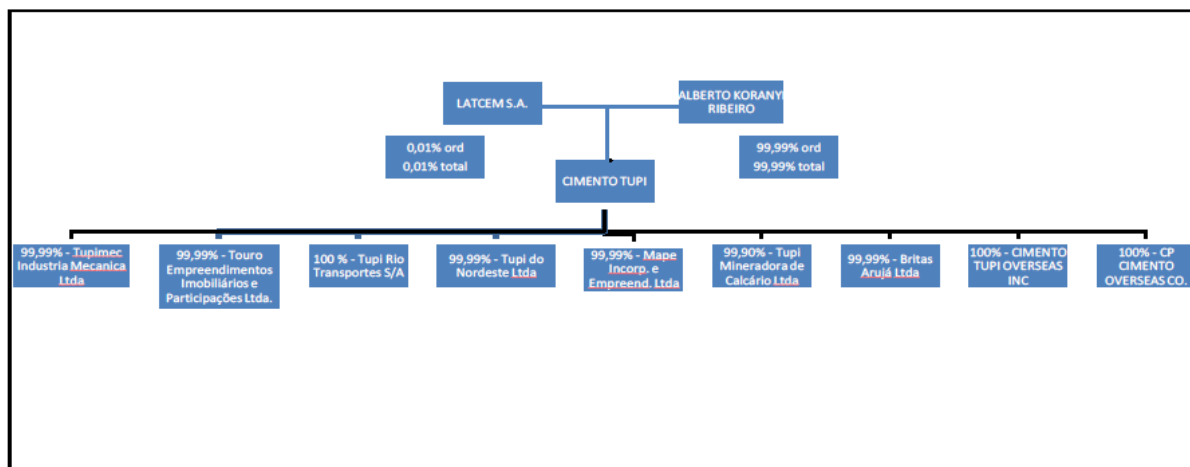 LATCEM S.A.
ALBERTO KORANYI
RIBEIRO
0,01% ord
0,01% total
99,99% ord
99,99% total
CIMENTO TUPI
99,99% - Tupimec
Industria Mecanica
Ltda
99,99% - Touro
Empreendimentos
Imobiliários e
Participações Ltda.
100 % - Tupi Rio
Transportes S/A
99,99% - Tupi do
Nordeste Ltda
99,99% - Mape
Incorp. e
Empreend. Ltda
99,90% - Tupi
Mineradora de
Calcário Ltda
99,99% - Britas
Arujá Ltda
100% - CIMENTO
TUPI OVERSEAS
INC
100% - CP
CIMENTO
OVERSEAS CO.